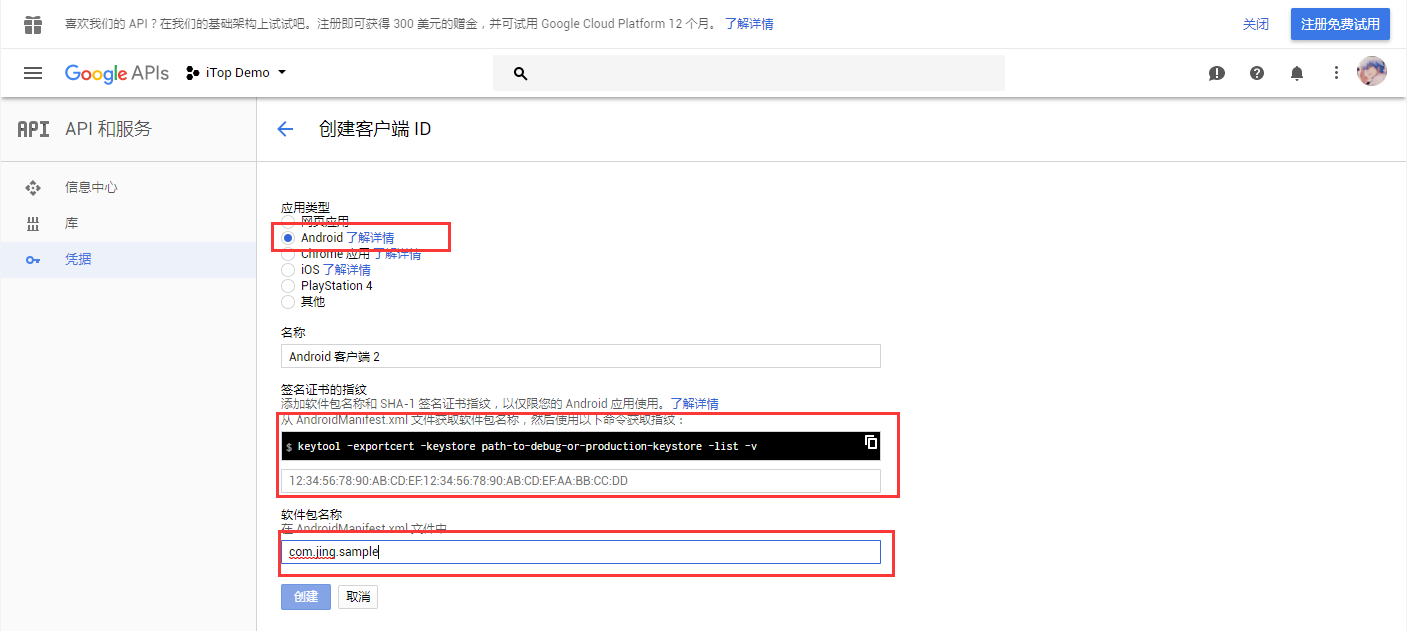 喜欢我们的 API？在我们的基础架构上试试吧。注册即可获得 300 美元的赠金，并可试用 Google Cloud Platform 12 个月。 了解详情 关闭 注册免费试用
Google APIs iTop Demo
API API 和服务 创建客户端 ID
信息中心
库
凭据
应用类型
网页应用
Android 了解详情
Chrome 应用 了解详情
iOS 了解详情
PlayStation 4
其他
名称
Android 客户端 2
签名证书的指纹
添加软件包名称和 SHA-1 签名证书指纹，以仅限您的 Android 应用使用。了解详情
从 AndroidManifest.xml 文件获取软件包名称，然后使用以下命令获取指纹：
$ keytool -exportcert -keystore path-to-debug-or-production-keystore -list -v
12:34:56:78:90:AB:CD:EF:12:34:56:78:90:AB:CD:EF:AA:BB:CC:DD
软件包名称
在 AndroidManifest.xml 文件中
com.jing.sample
创建 取消